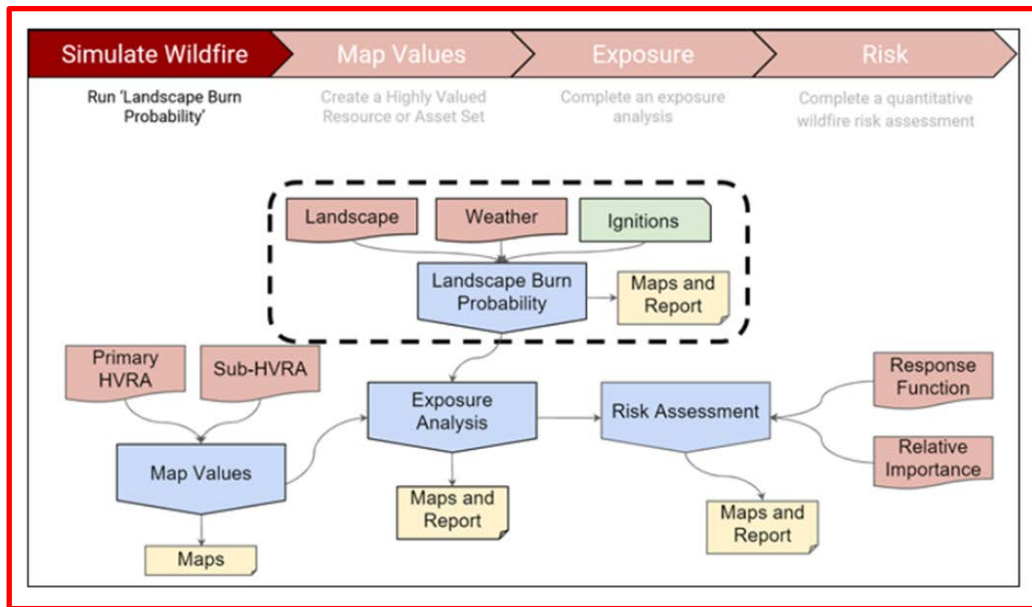 Simulate Wildfire
Map Values
Exposure
Risk
Run ‘Landscape Burn
Probability’
Create a Highly Valued
Resource or Asset Set
Complete an exposure
analysis
Complete a quantitative
wildfire risk assessment
Landscape
Weather
Ignitions
Landscape Burn
Probability
Maps and
Report
Primary
HVRA
Sub-HVRA
Exposure
Analysis
Risk Assessment
Response
Function
Map Values
Relative
Importance
Maps and
Report
Maps and
Report
Maps